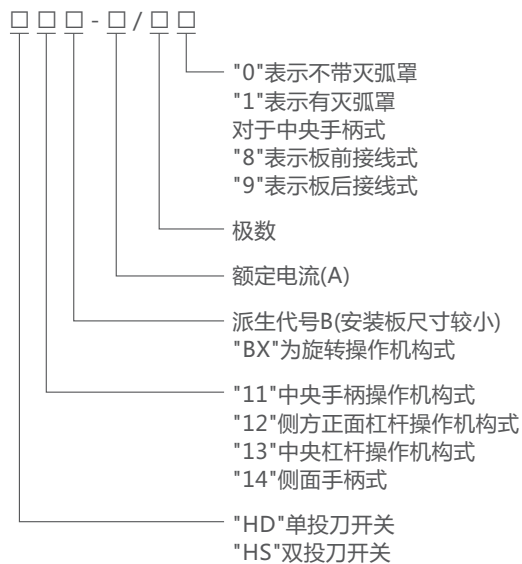 □□□-□/□□
"0"表示不带灭弧罩
"1"表示有灭弧罩
对于中央手柄式
"8"表示板前接线式
"9"表示板后接线式
极数
额定电流(A)
派生代号B(安装板尺寸较小)
"BX"为旋转操作机构式
"11"中央手柄操作机构式
"12"侧方正面杠杆操作机构式
"13"中央杠杆操作机构式
"14"侧面手柄式
"HD"单投刀开关
"HS"双投刀开关